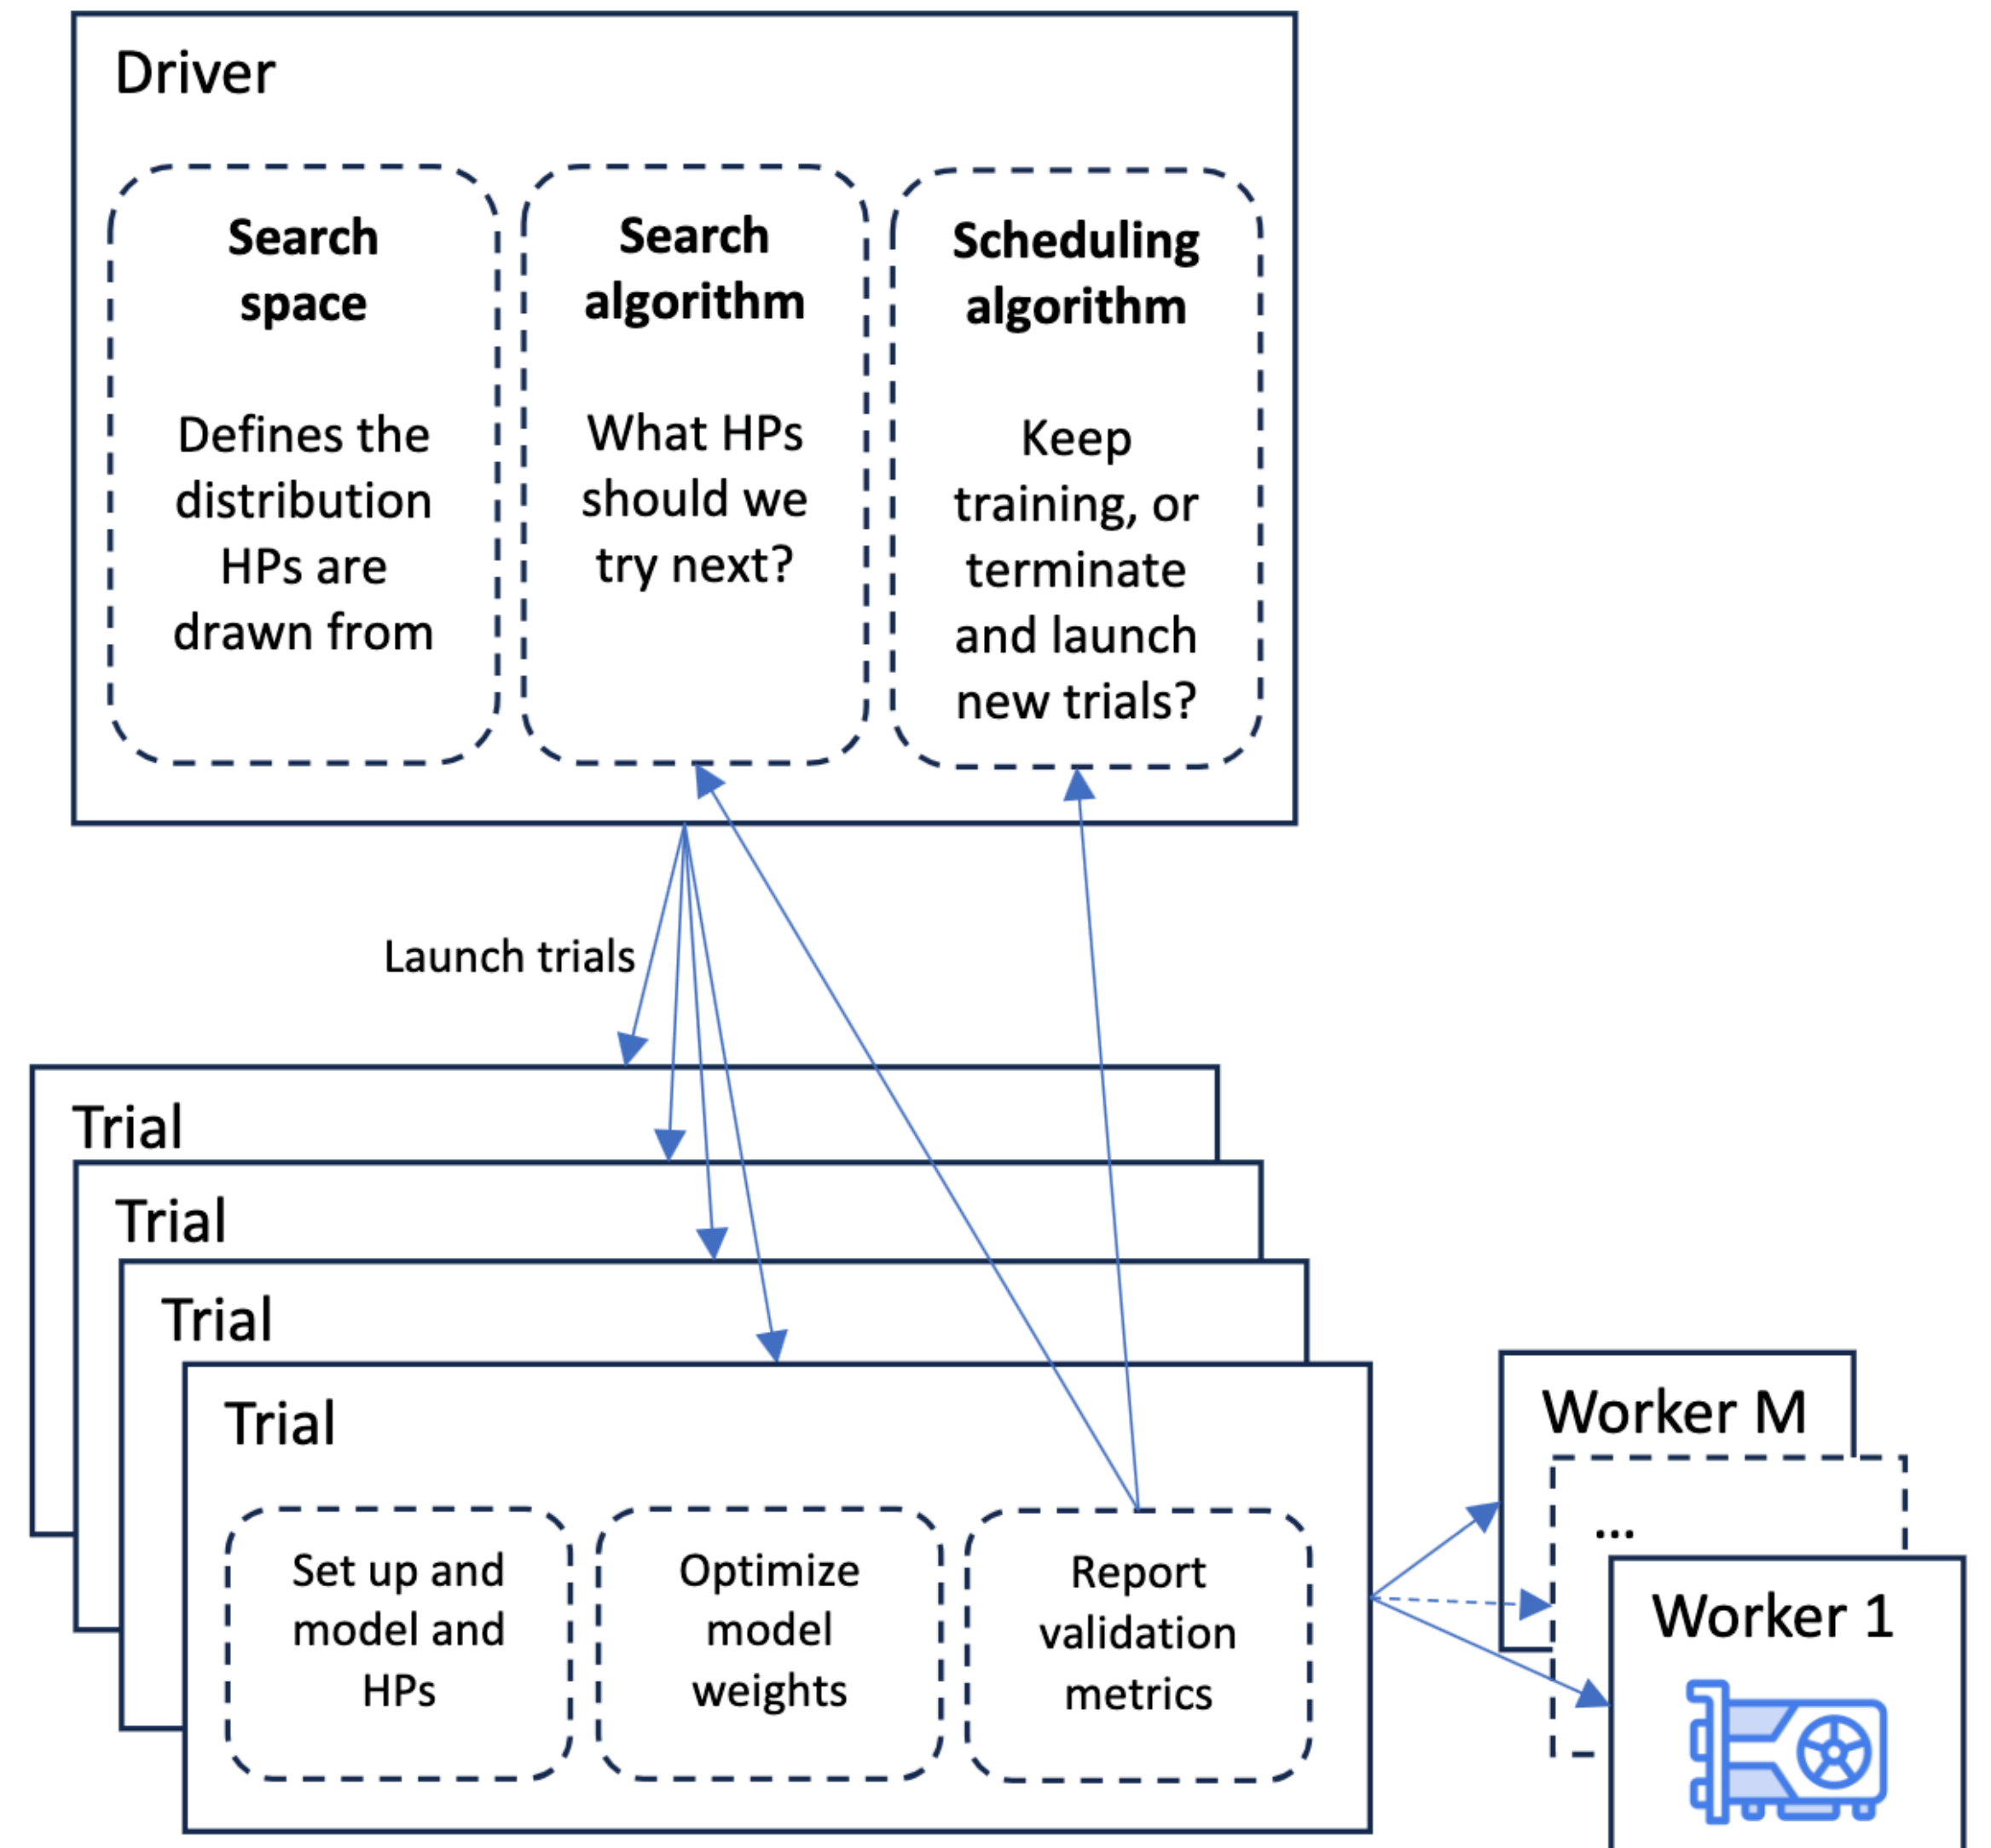 Driver
Search
space
Defines the
distribution
HPs are
drawn from
Search
algorithm
What HPs
should we
try next?
Scheduling
algorithm
Keep
training, or
terminate
and launch
new trials?
Launch trials
Trial
Trial
Trial
Trial
Set up and
model and
HPs
Optimize
model
weights
Report
validation
metrics
Worker M
...
Worker 1